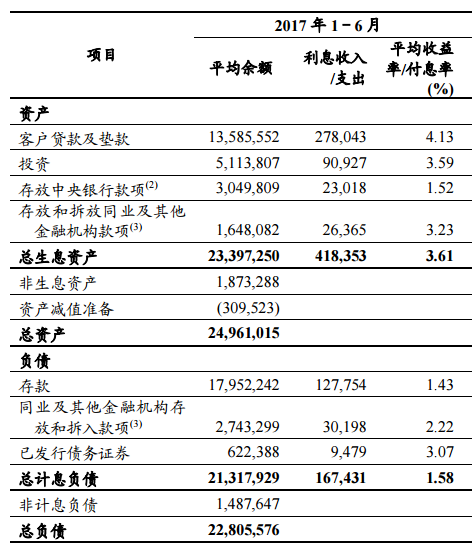 项目 2017 年 1－6 月
平均余额 利息收入/支出 平均收益率/付息率(%)
资产
客户贷款及垫款 13,585,552 278,043 4.13
投资 5,113,807 90,927 3.59
存放中央银行款项(2) 3,049,809 23,018 1.52
存放和拆放同业及其他
金融机构款项(3) 1,648,082 26,365 3.23
总生息资产 23,397,250 418,353 3.61
非生息资产 1,873,288
资产减值准备 (309,523)
总资产 24,961,015
负债
存款 17,952,242 127,754 1.43
同业及其他金融机构存
放和拆入款项(3) 2,743,299 30,198 2.22
已发行债务证券 622,388 9,479 3.07
总计息负债 21,317,929 167,431 1.58
非计息负债 1,487,647
总负债 22,805,576